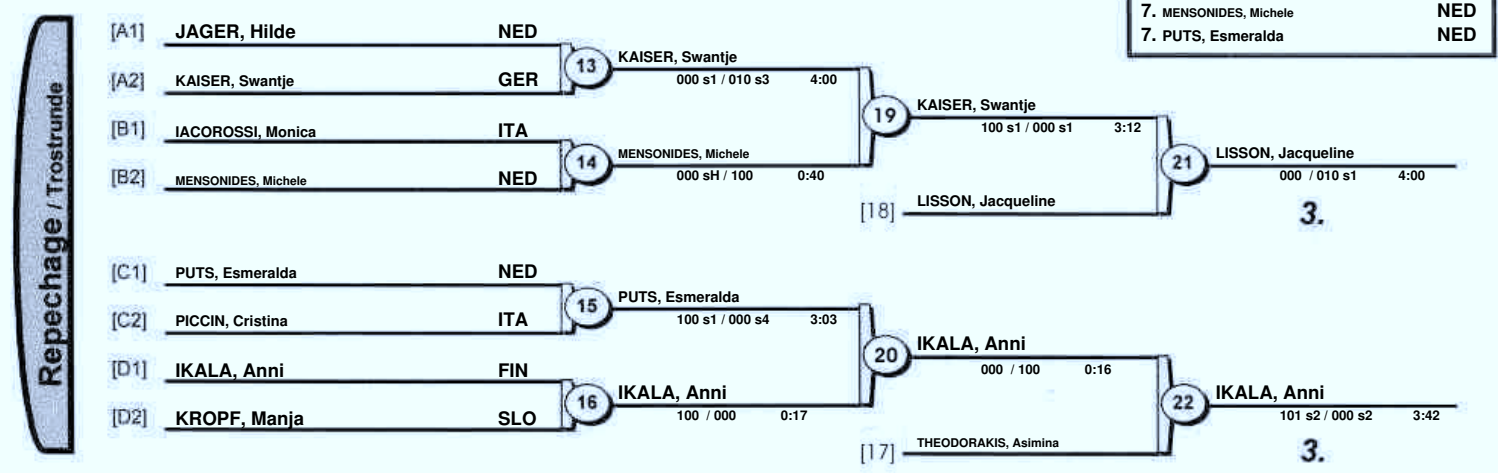 7. MENSONIDES, Michele NED
7. PUTS, Esmeralda NED
Repechage / Trostrunde
[A1] JAGER, Hilde NED
13 KAISER, Swantje
000 s1 / 010 s3 4:00
[A2] KAISER, Swantje GER
19 KAISER, Swantje
100 s1 / 000 s1 3:12
[B1] IACOROSSI, Monica ITA
14 MENSONIDES, Michele
000 sH / 100 0:40
[B2] MENSONIDES, Michele NED
21 LISSON, Jacqueline
000 / 010 s1 4:00
[18] LISSON, Jacqueline
3.
[C1] PUTS, Esmeralda NED
15 PUTS, Esmeralda
100 s1 / 000 s4 3:03
[C2] PICCIN, Cristina ITA
20 IKALA, Anni
000 / 100 0:16
[D1] IKALA, Anni FIN
16 IKALA, Anni
100 / 000 0:17
[D2] KROPF, Manja SLO
22 IKALA, Anni
101 s2 / 000 s2 3:42
[17] THEODORAKIS, Asimina
3.